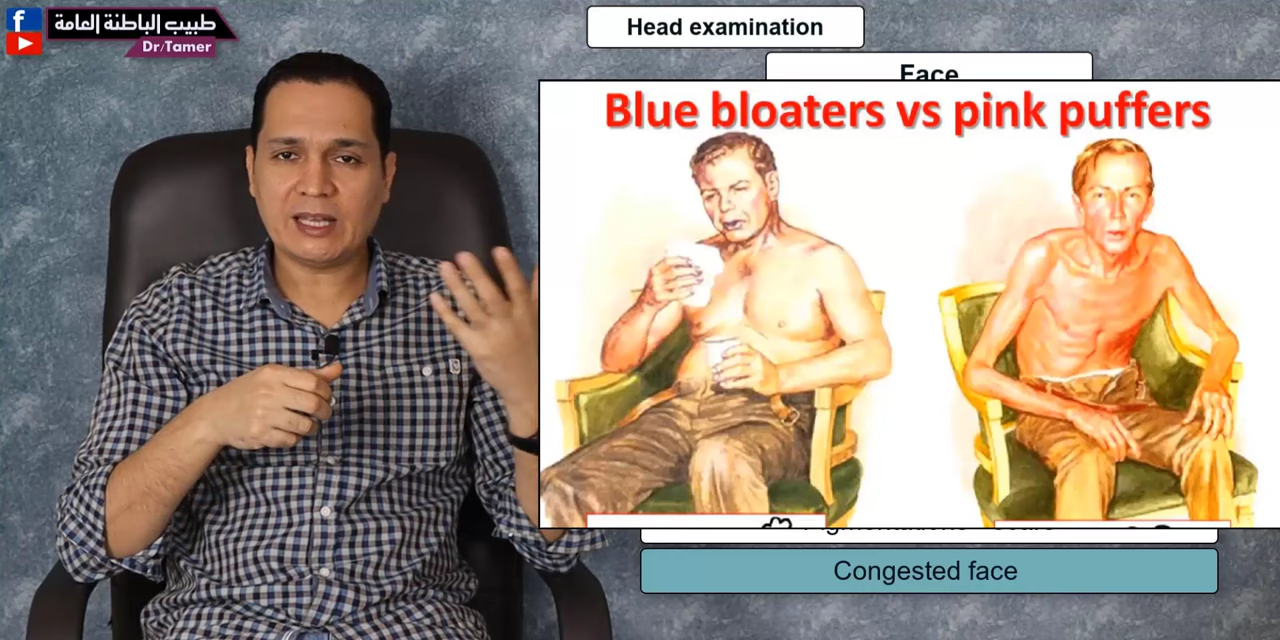 طبيب الباطنة العامة
Dr/Tamer
Head examination
Face
Blue bloaters vs pink puffers
Congested face